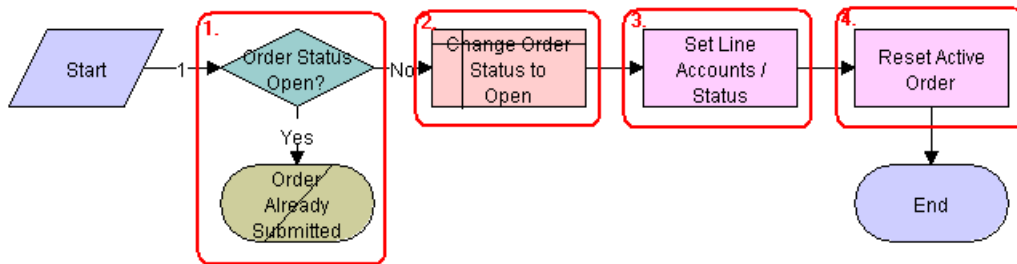 Start
1
1.
Order Status
Open?
No
Yes
Order
Already
Submitted
2.
Change Order
Status to
Open
3.
Set Line
Accounts /
Status
4.
Reset Active
Order
End